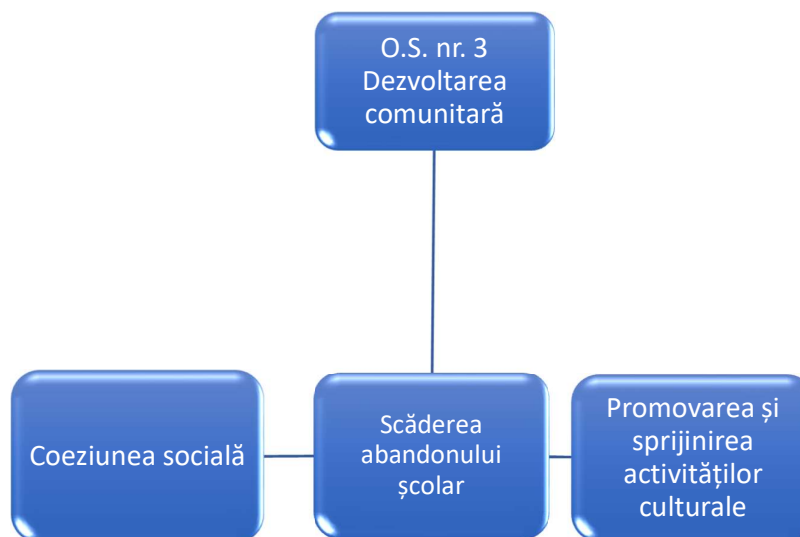 O.S. nr. 3
Dezvoltarea
comunitară
Coeziunea socială
Scăderea
abandonului
școlar
Promovarea și
sprijinirea
activităților
culturale